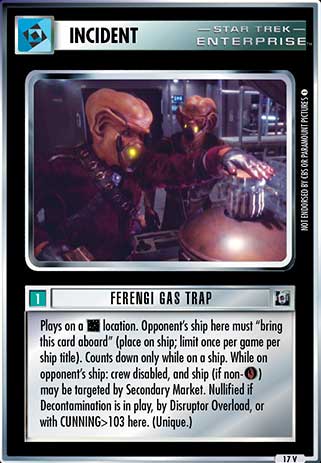 INCIDENT
STAR TREK
ENTERPRISE™
NOT ENDORSED BY CBS OR PARAMOUNT PICTURES
1
FERENGI GAS TRAP
Plays on a location. Opponent's ship here must "bring
this card aboard" (place on ship; limit once per game per
ship title). Counts down only while on a ship. While on
opponent's ship: crew disabled, and ship (if non- )
may be targeted by Secondary Market. Nullified if
Decontamination is in play, by Disruptor Overload, or
with CUNNING>103 here. (Unique.)
17 V